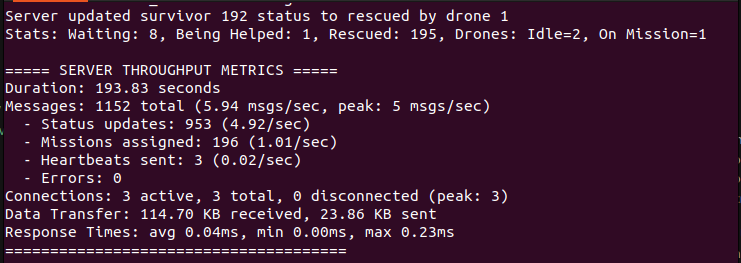 Server updated survivor 192 status to rescued by drone 1
Stats: Waiting: 8, Being Helped: 1, Rescued: 195, Drones: Idle=2, On Mission=1
===== SERVER THROUGHPUT METRICS =====
Duration: 193.83 seconds
Messages: 1152 total (5.94 msgs/sec, peak: 5 msgs/sec)
- Status updates: 953 (4.92/sec)
- Missions assigned: 196 (1.01/sec)
- Heartbeats sent: 3 (0.02/sec)
- Errors: 0
Connections: 3 active, 3 total, 0 disconnected (peak: 3)
Data Transfer: 114.70 KB received, 23.86 KB sent
Response Times: avg 0.04ms, min 0.00ms, max 0.23ms
======================================